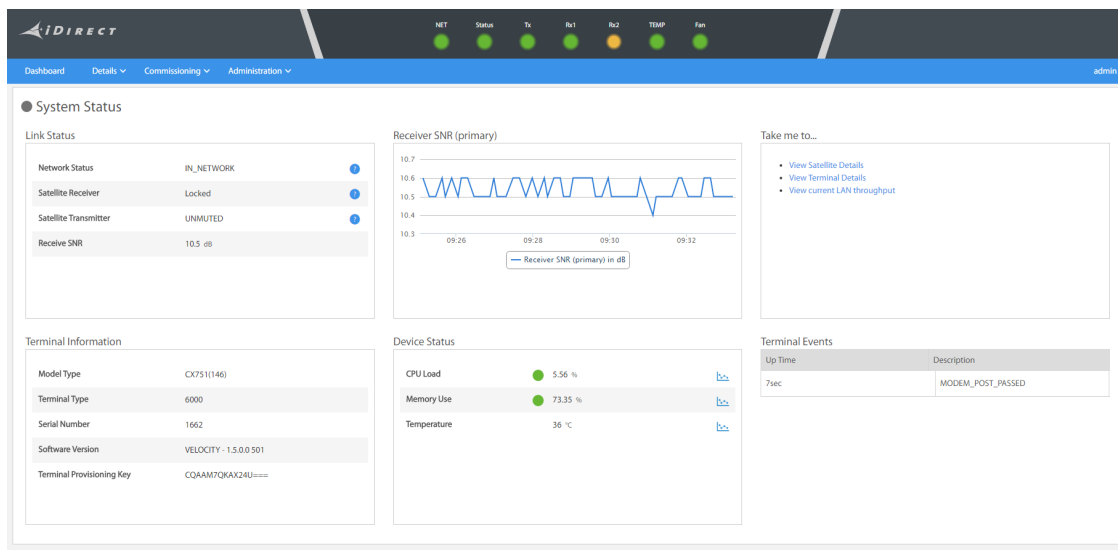 iDIRECT
NET Status Tx Rx1 Rx2 TEMP Fan
Dashboard Details Commissioning Administration admin
System Status
Link Status
Network Status IN_NETWORK ?
Satellite Receiver Locked ?
Satellite Transmitter UNMUTED ?
Receive SNR 10.5 dB
Receiver SNR (primary)
10.7
10.6
10.5
10.4
10.3
09:26 09:28 09:30 09:32
Receiver SNR (primary) in dB
Take me to...
View Satellite Details
View Terminal Details
View current LAN throughput
Terminal Information
Model Type CX751(146)
Terminal Type 6000
Serial Number 1662
Software Version VELOCITY - 1.5.0.0 501
Terminal Provisioning Key CQAAM7QKAX24U===
Device Status
CPU Load 5.56 %
Memory Use 73.35 %
Temperature 36 °C
Terminal Events
Up Time Description
7sec MODEM_POST_PASSED